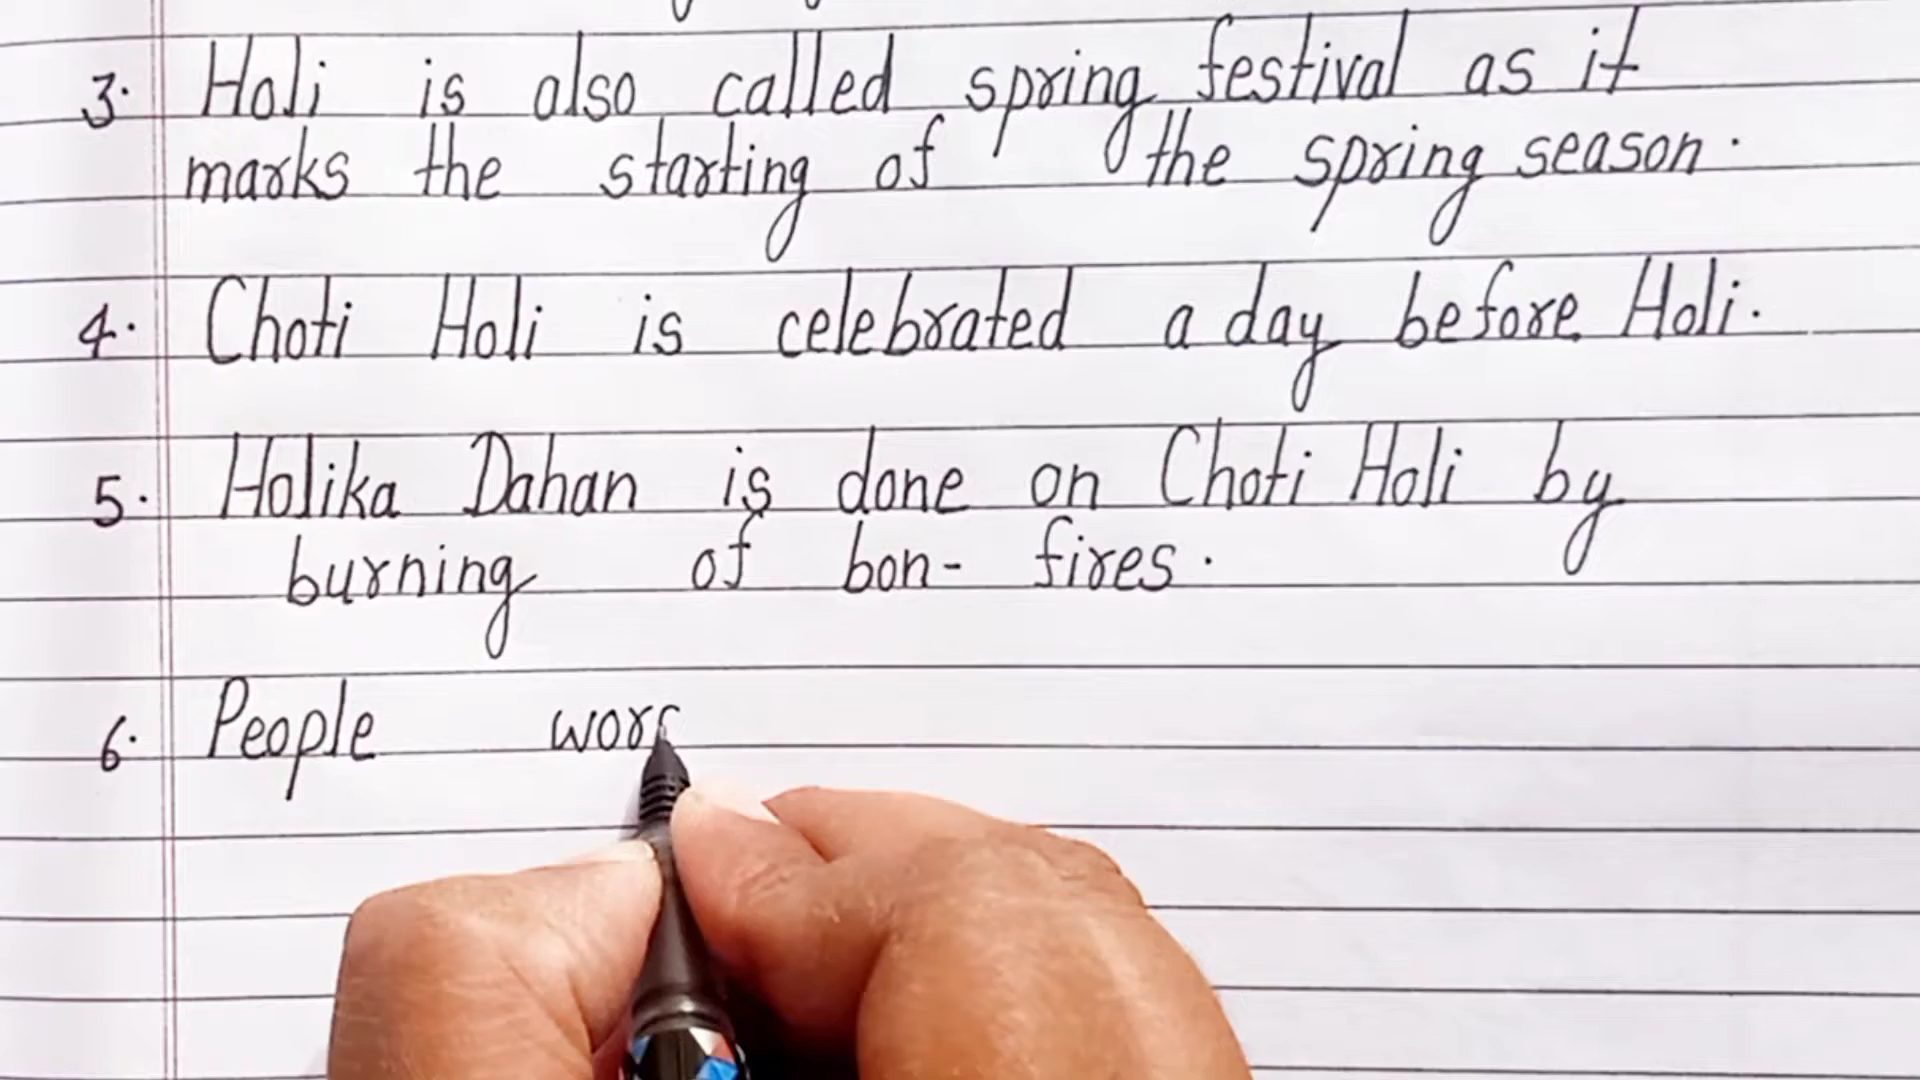 3. Holi is also called spring festival as it
marks the starting of the spring season.
4. Choti Holi is celebrated a day before Holi.
5. Holika Dahan is done on Choti Holi by
burning of bon- fires.
6. People